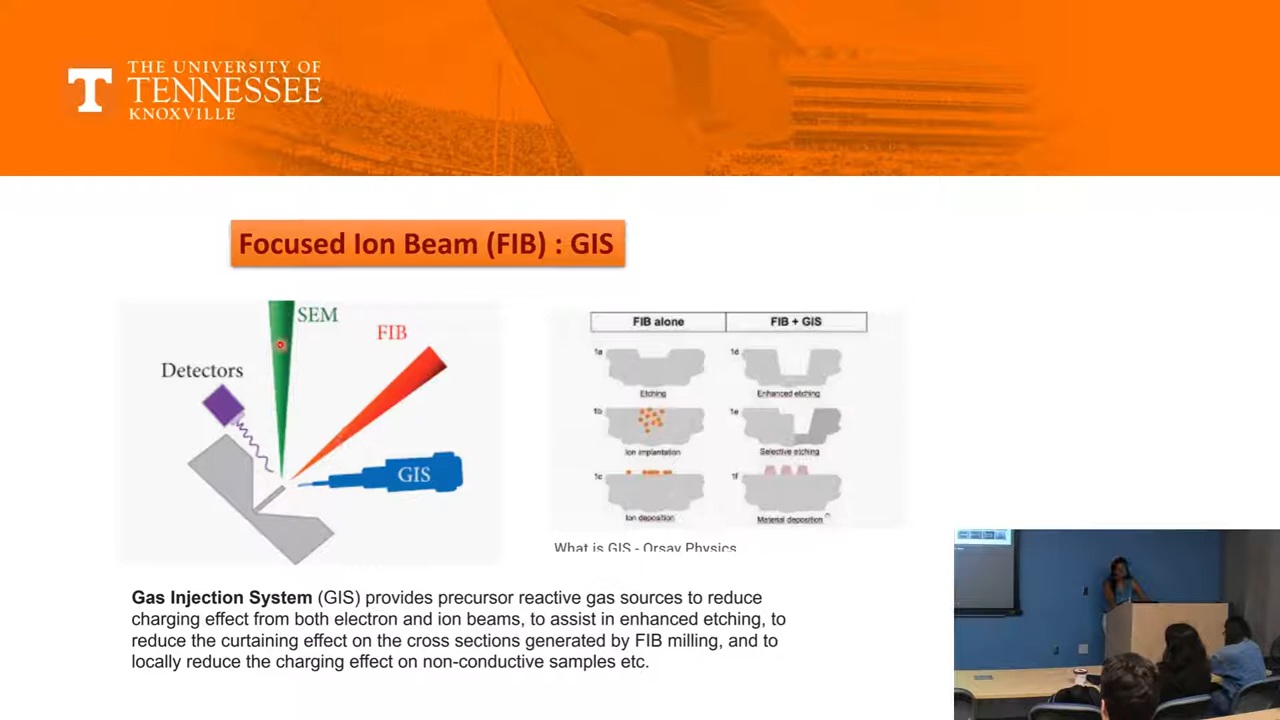 THE UNIVERSITY OF
TENNESSEE
KNOXVILLE
Focused Ion Beam (FIB) : GIS
SEM
FIB
Detectors
GIS
FIB alone
FIB + GIS
1a
Etching
1d
Enhanced etching
1b
Ion implantation
1e
Selective etching
1c
Ion deposition
1f
Material deposition
What is GIS - Orsay Physics
Gas Injection System (GIS) provides precursor reactive gas sources to reduce
charging effect from both electron and ion beams, to assist in enhanced etching, to
reduce the curtaining effect on the cross sections generated by FIB milling, and to
locally reduce the charging effect on non-conductive samples etc.